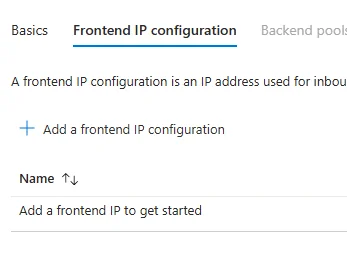 Basics Frontend IP configuration Backend pools
A frontend IP configuration is an IP address used for inbou
+ Add a frontend IP configuration
Name ↑↓
Add a frontend IP to get started